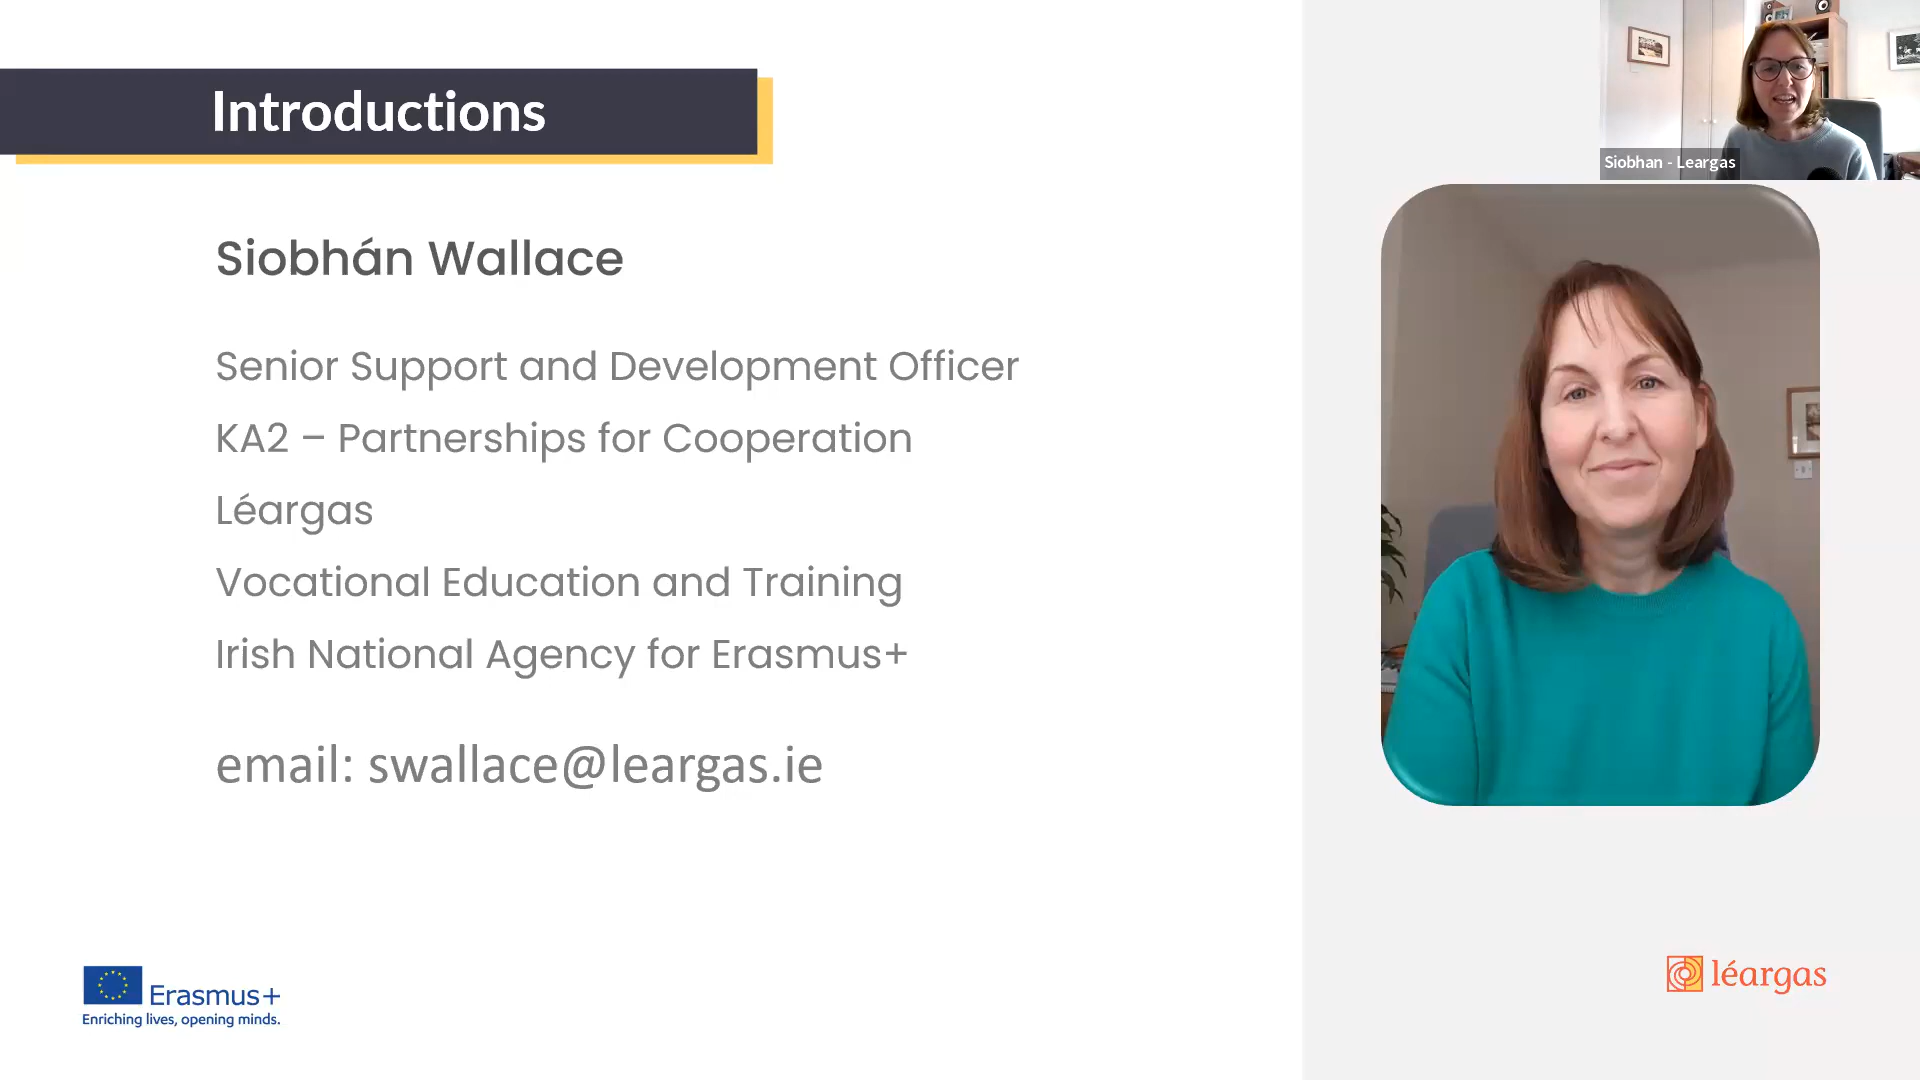 Introductions
Siobhan - Leargas
Siobhán Wallace
Senior Support and Development Officer
KA2 – Partnerships for Cooperation
Léargas
Vocational Education and Training
Irish National Agency for Erasmus+
email: swallace@leargas.ie
Erasmus+
Enriching lives, opening minds.
léargas